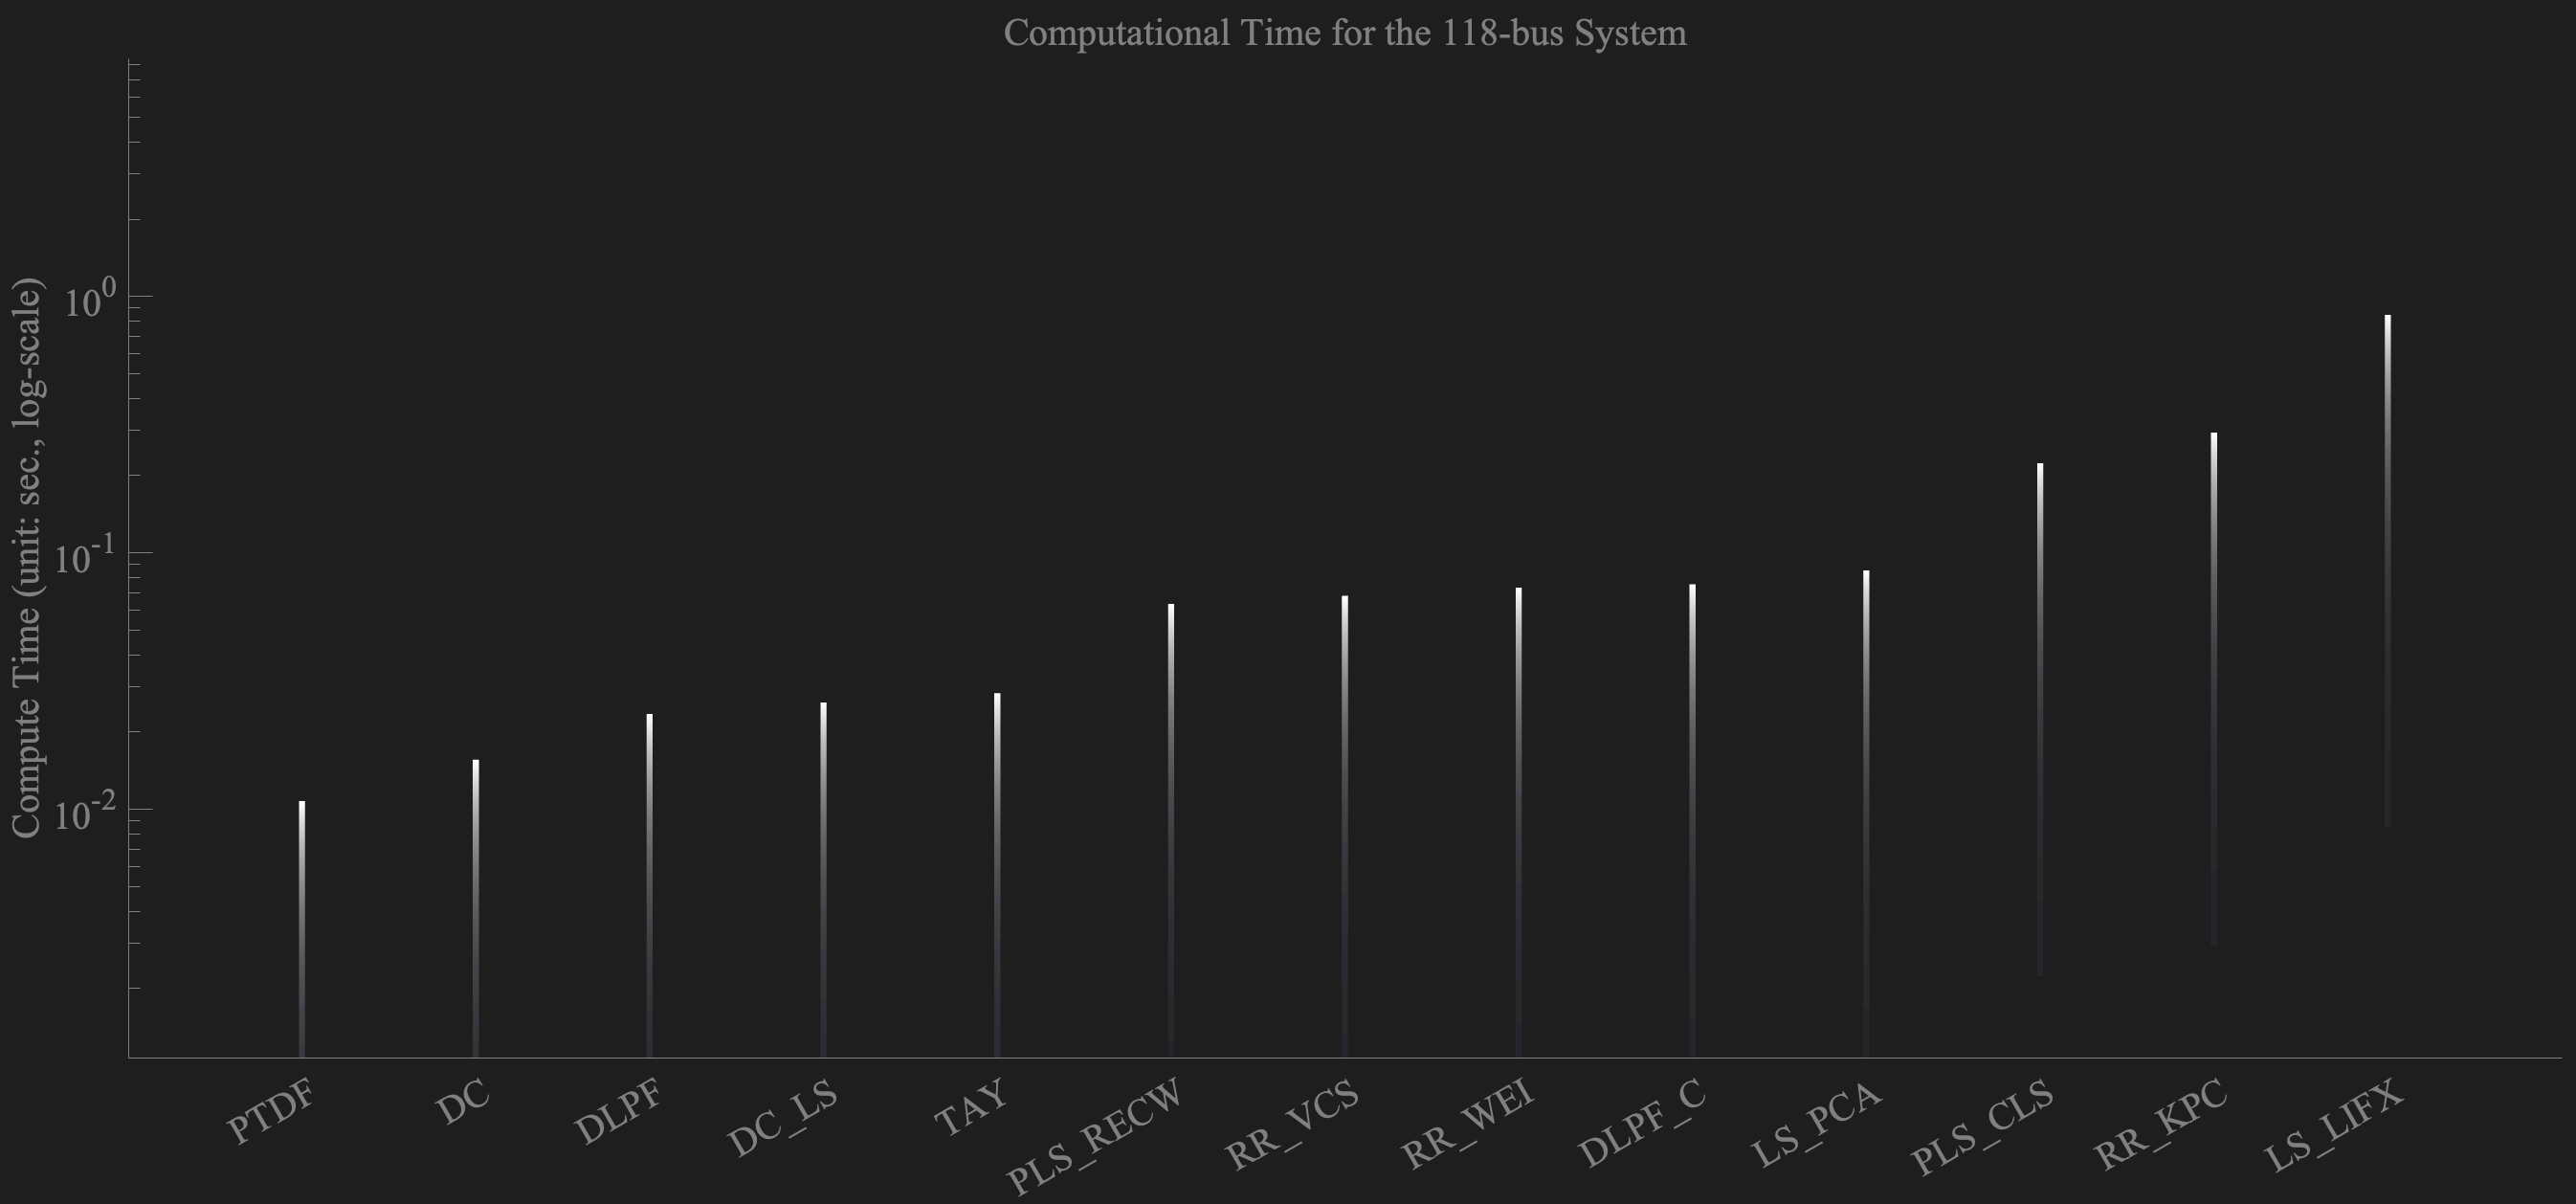 Computational Time for the 118-bus System
Compute Time (unit: sec., log-scale)
10^0
10^-1
10^-2
PTDF
DC
DLPF
DC_LS
TAY
PLS_RECW
RR_VCS
RR_WEI
DLPF_C
LS_PCA
PLS_CLS
RR_KPC
LS_LIFX